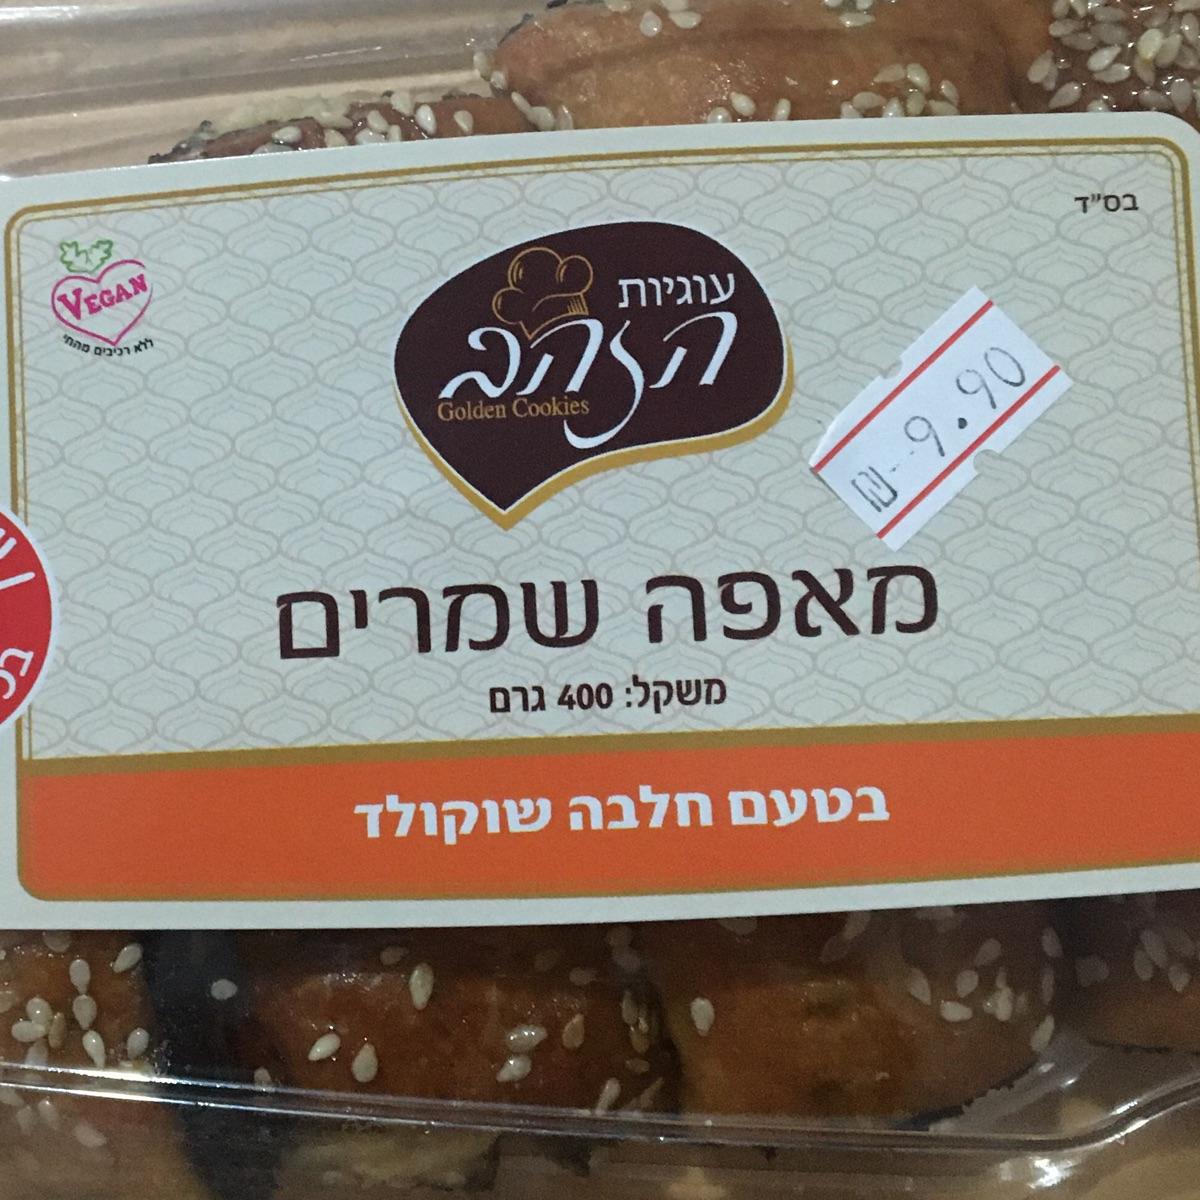 בס״ד
VEGAN
ללא רכיבים מהחי
עוגיות
הזהב
Golden Cookies
₪ 9.90
מאפה שמרים
משקל: 400 גרם
בטעם חלבה שוקולד